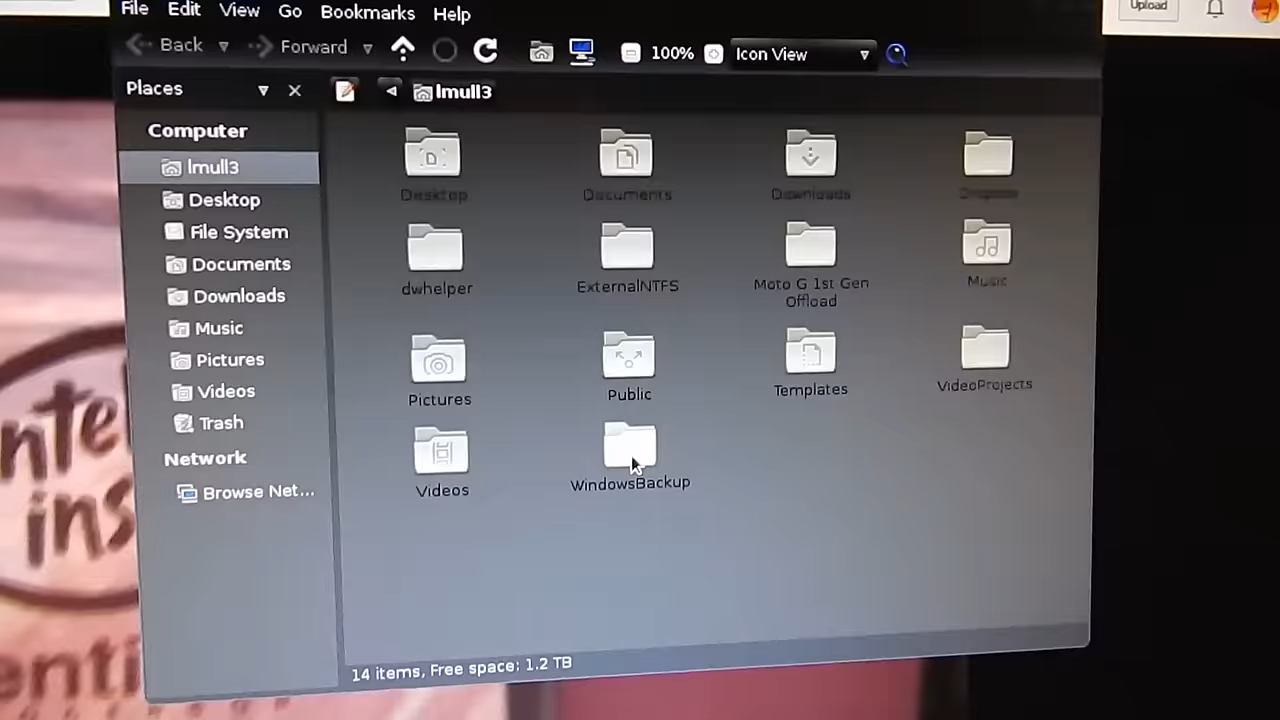 File Edit View Go Bookmarks Help
Upload
Back Forward 100% Icon View
Places
lmull3
Computer
lmull3
Desktop
File System
Documents
Downloads
Music
Pictures
Videos
Trash
Network
Browse Net...
Desktop Documents Downloads Dropbox
dwhelper ExternalNTFS Moto G 1st Gen Offload Music
Pictures Public Templates VideoProjects
Videos WindowsBackup
14 items, Free space: 1.2 TB
ins